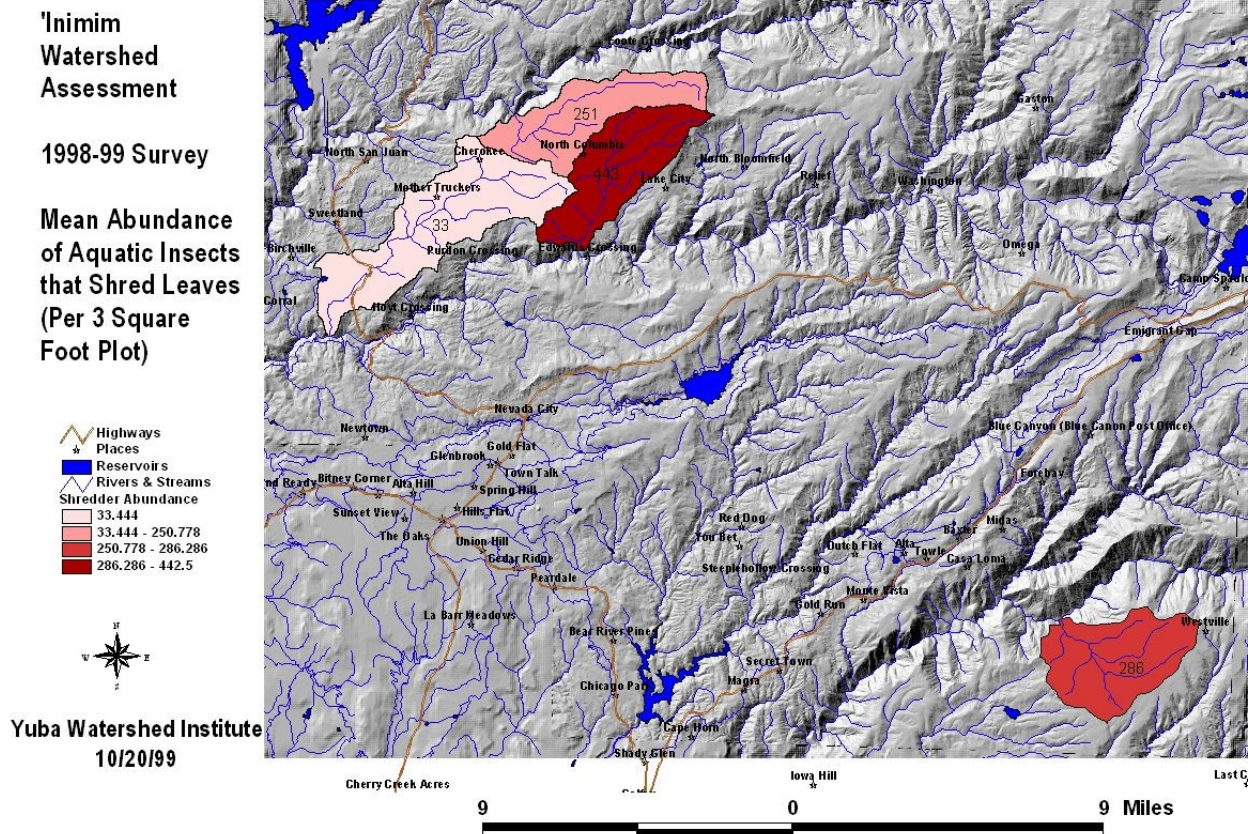 'Inimim
Watershed
Assessment
1998-99 Survey
Mean Abundance
of Aquatic Insects
that Shred Leaves
(Per 3 Square
Foot Plot)
Highways
Places
Reservoirs
Rivers & Streams
Shredder Abundance
33.444
33.444 - 250.778
250.778 - 286.286
286.286 - 442.5
N
W E
S
Yuba Watershed Institute
10/20/99
Foote Crossing
Gaston
251
North San Juan
Cherokee
North Columbia
North Bloomfield
Mother Truckers
443
Lake City
Relief
Washington
Sweetland
33
Birchville
Purdon Crossing
Edwards Crossing
Omega
Corral
Hoyt Crossing
Camp Spauld
Emigrant Gap
Nevada City
Newtown
Blue Canyon (Blue Canon Post Office)
Gold Flat
Glenbrook
Town Talk
Forebay
nd Ready
Bitney Corner
Alta Hill
Spring Hill
Sunset View
Hills Flat
Red Dog
Midas
The Oaks
You Bet
Baxter
Union Hill
Dutch Flat
Alta
Towle
Cedar Ridge
Steeplehollow Crossing
Casa Loma
Peardale
Monte Vista
La Barr Meadows
Gold Run
Bear River Pines
Westville
Secret Town
286
Chicago Park
Magra
Cape Horn
Shady Glen
Cherry Creek Acres
Iowa Hill
Last C
9 0 9 Miles